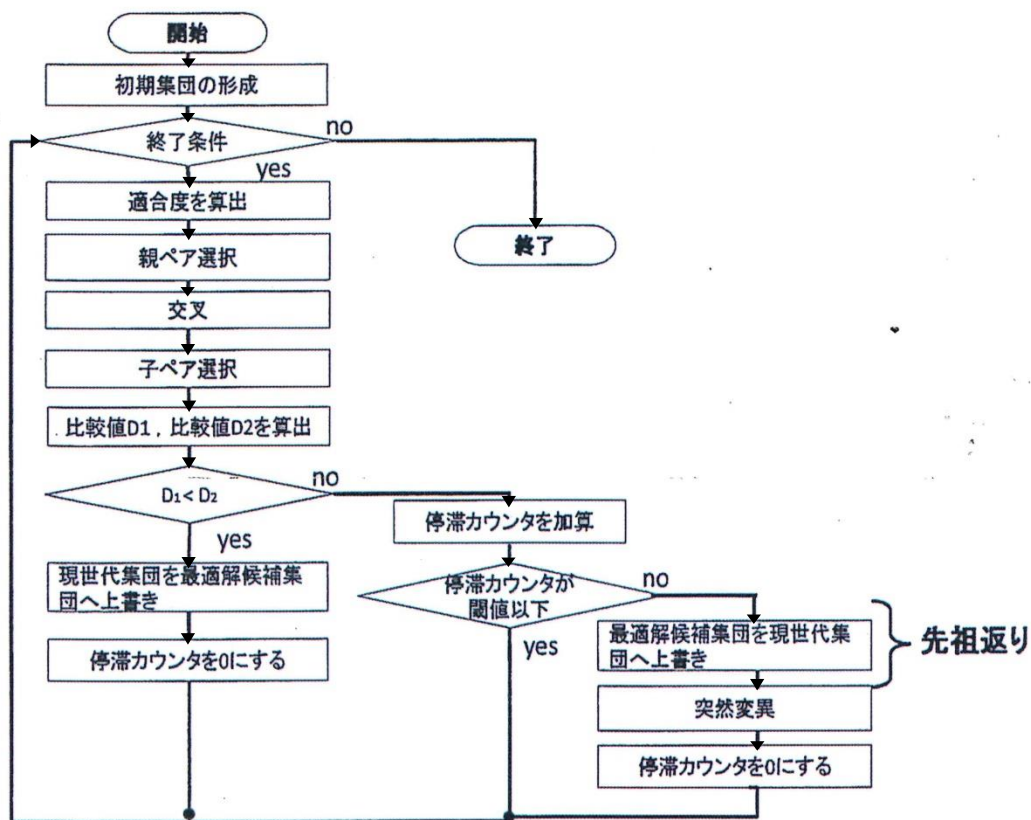 開始
初期集団の形成
終了条件
no
yes
適合度を算出
終了
親ペア選択
交叉
子ペア選択
比較値D1，比較値D2を算出
D1< D2
no
yes
停滞カウンタを加算
現世代集団を最適解候補集
団へ上書き
停滞カウンタを0にする
停滞カウンタが
閾値以下
no
yes
最適解候補集団を現世代集
団へ上書き
先祖返り
突然変異
停滞カウンタを0にする